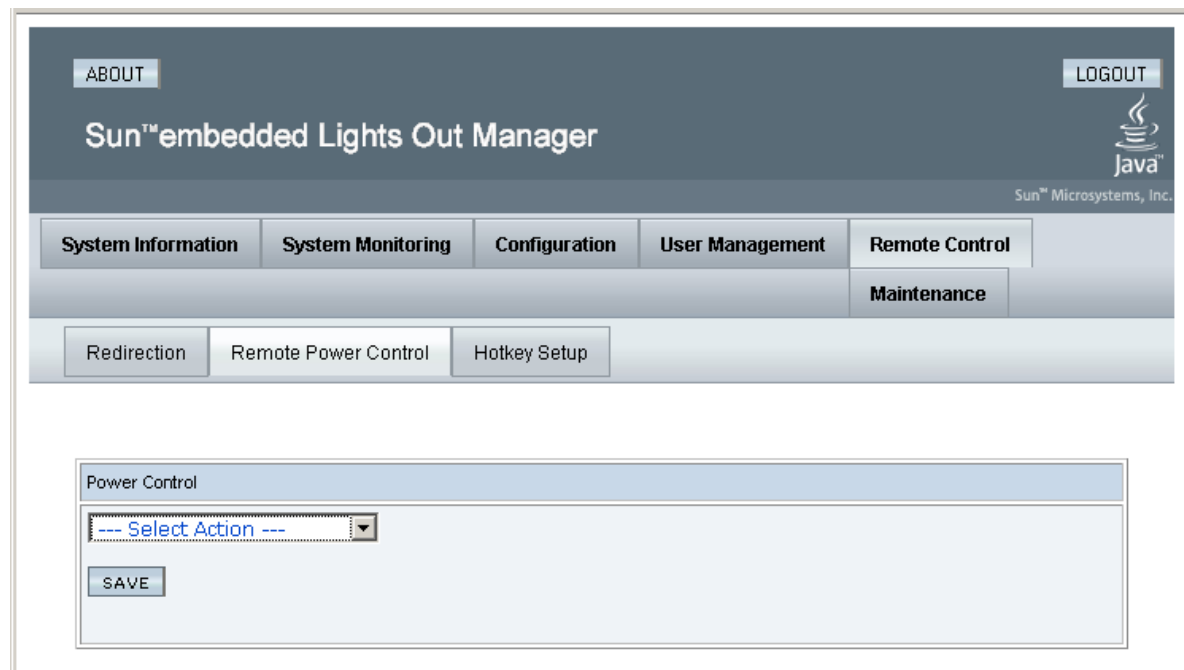 ABOUT
LOGOUT
Sun™embedded Lights Out Manager
Java™
Sun™ Microsystems, Inc.
System Information System Monitoring Configuration User Management Remote Control
Maintenance
Redirection Remote Power Control Hotkey Setup
Power Control
--- Select Action ---
SAVE